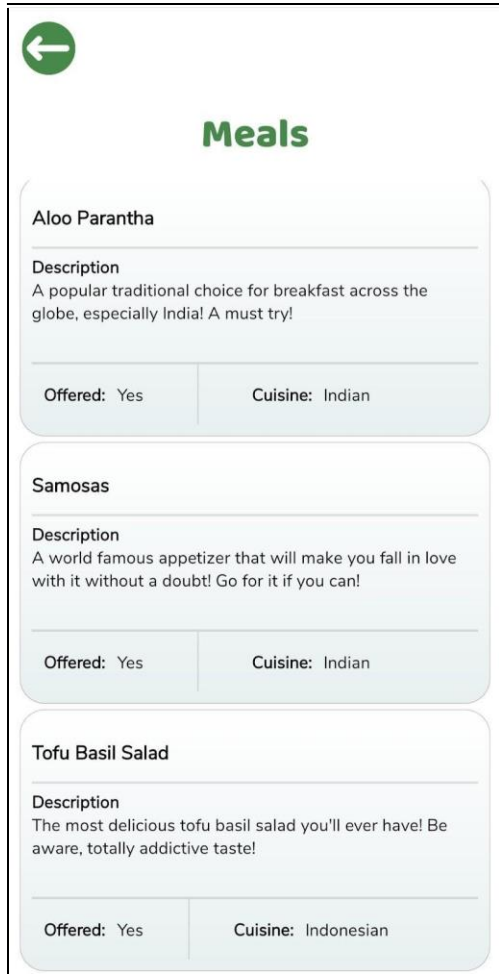 Meals
Aloo Parantha
Description
A popular traditional choice for breakfast across the
globe, especially India! A must try!
Offered: Yes Cuisine: Indian
Samosas
Description
A world famous appetizer that will make you fall in love
with it without a doubt! Go for it if you can!
Offered: Yes Cuisine: Indian
Tofu Basil Salad
Description
The most delicious tofu basil salad you'll ever have! Be
aware, totally addictive taste!
Offered: Yes Cuisine: Indonesian